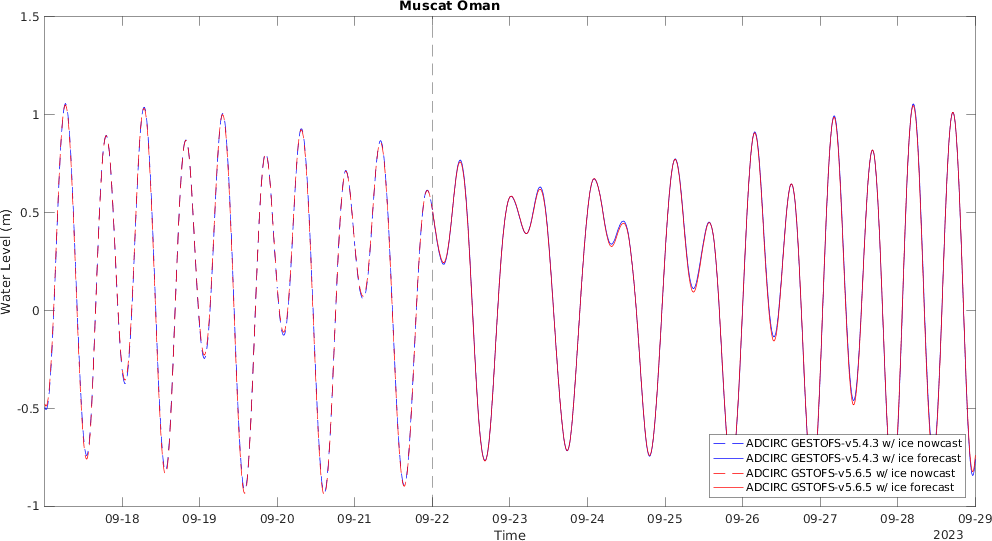 Muscat Oman
1.5
1
0.5
0
-0.5
-1
Water Level (m)
09-18 09-19 09-20 09-21 09-22 09-23 09-24 09-25 09-26 09-27 09-28 09-29
Time
2023
ADCIRC GESTOFS-v5.4.3 w/ ice nowcast
ADCIRC GESTOFS-v5.4.3 w/ ice forecast
ADCIRC GSTOFS-v5.6.5 w/ ice nowcast
ADCIRC GSTOFS-v5.6.5 w/ ice forecast